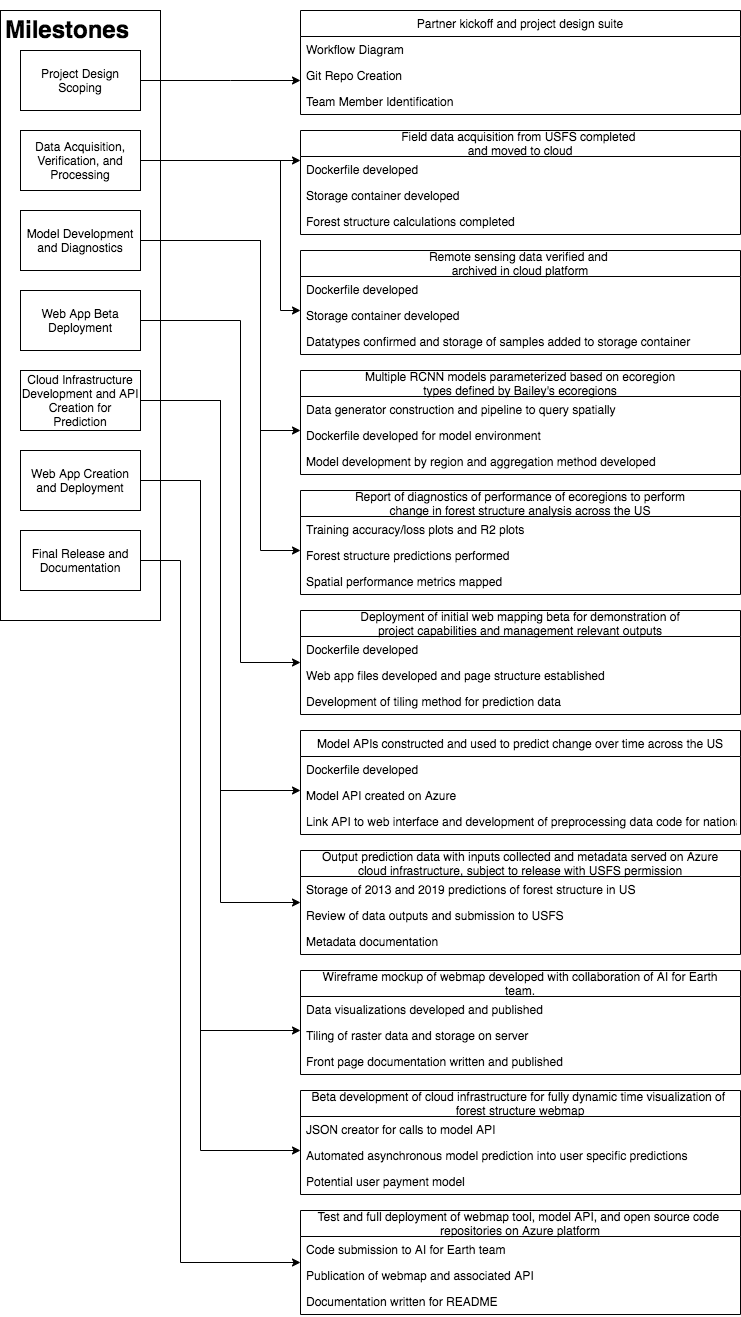 Milestones
Project Design
Scoping
Data Acquisition,
Verification, and
Processing
Model Development
and Diagnostics
Web App Beta
Deployment
Cloud Infrastructure
Development and API
Creation for
Prediction
Web App Creation
and Deployment
Final Release and
Documentation
Partner kickoff and project design suite
Workflow Diagram
Git Repo Creation
Team Member Identification
Field data acquisition from USFS completed
and moved to cloud
Dockerfile developed
Storage container developed
Forest structure calculations completed
Remote sensing data verified and
archived in cloud platform
Dockerfile developed
Storage container developed
Datatypes confirmed and storage of samples added to storage container
Multiple RCNN models parameterized based on ecoregion
types defined by Bailey's ecoregions
Data generator construction and pipeline to query spatially
Dockerfile developed for model environment
Model development by region and aggregation method developed
Report of diagnostics of performance of ecoregions to perform
change in forest structure analysis across the US
Training accuracy/loss plots and R2 plots
Forest structure predictions performed
Spatial performance metrics mapped
Deployment of initial web mapping beta for demonstration of
project capabilities and management relevant outputs
Dockerfile developed
Web app files developed and page structure established
Development of tiling method for prediction data
Model APIs constructed and used to predict change over time across the US
Dockerfile developed
Model API created on Azure
Link API to web interface and development of preprocessing data code for nation
Output prediction data with inputs collected and metadata served on Azure
cloud infrastructure, subject to release with USFS permission
Storage of 2013 and 2019 predictions of forest structure in US
Review of data outputs and submission to USFS
Metadata documentation
Wireframe mockup of webmap developed with collaboration of AI for Earth
team.
Data visualizations developed and published
Tiling of raster data and storage on server
Front page documentation written and published
Beta development of cloud infrastructure for fully dynamic time visualization of
forest structure webmap
JSON creator for calls to model API
Automated asynchronous model prediction into user specific predictions
Potential user payment model
Test and full deployment of webmap tool, model API, and open source code
repositories on Azure platform
Code submission to AI for Earth team
Publication of webmap and associated API
Documentation written for README